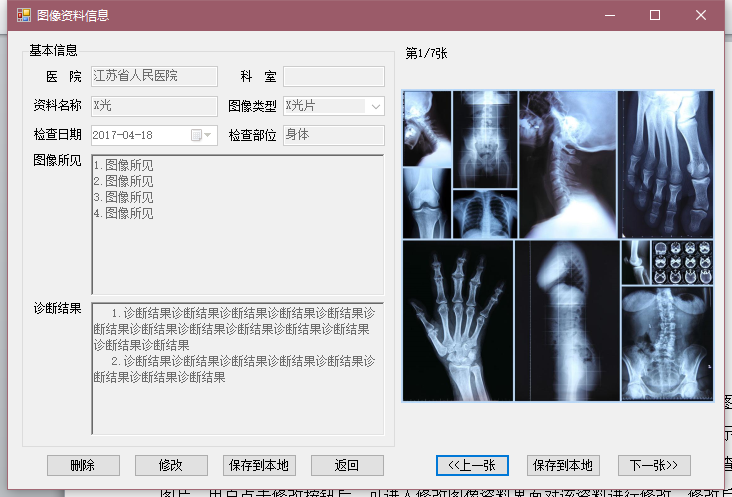 图像资料信息
基本信息
医 院 江苏省人民医院 科 室
资料名称 X光 图像类型 X光片
检查日期 2017-04-18 检查部位 身体
图像所见
1.图像所见
2.图像所见
3.图像所见
4.图像所见
诊断结果
1.诊断结果诊断结果诊断结果诊断结果诊断结果诊
断结果诊断结果诊断结果诊断结果诊断结果诊断结果
诊断结果诊断结果
2.诊断结果诊断结果诊断结果诊断结果诊断结果诊
断结果诊断结果诊断结果
删除 修改 保存到本地 返回
第1/7张
<<上一张 保存到本地 下一张>>
图片，用户点击修改按钮后，可进入修改图像资料界面对该资料进行修改，修改后